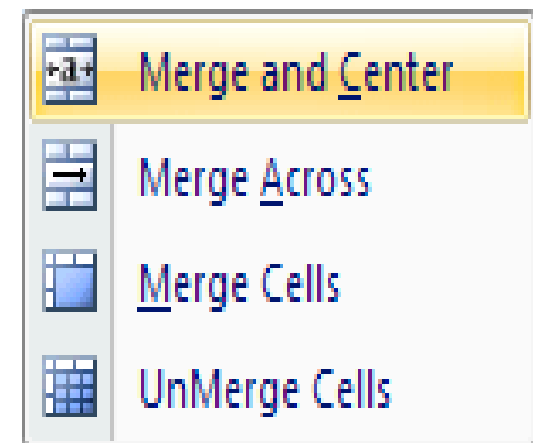 +a+ Merge and Center
Merge Across
Merge Cells
UnMerge Cells